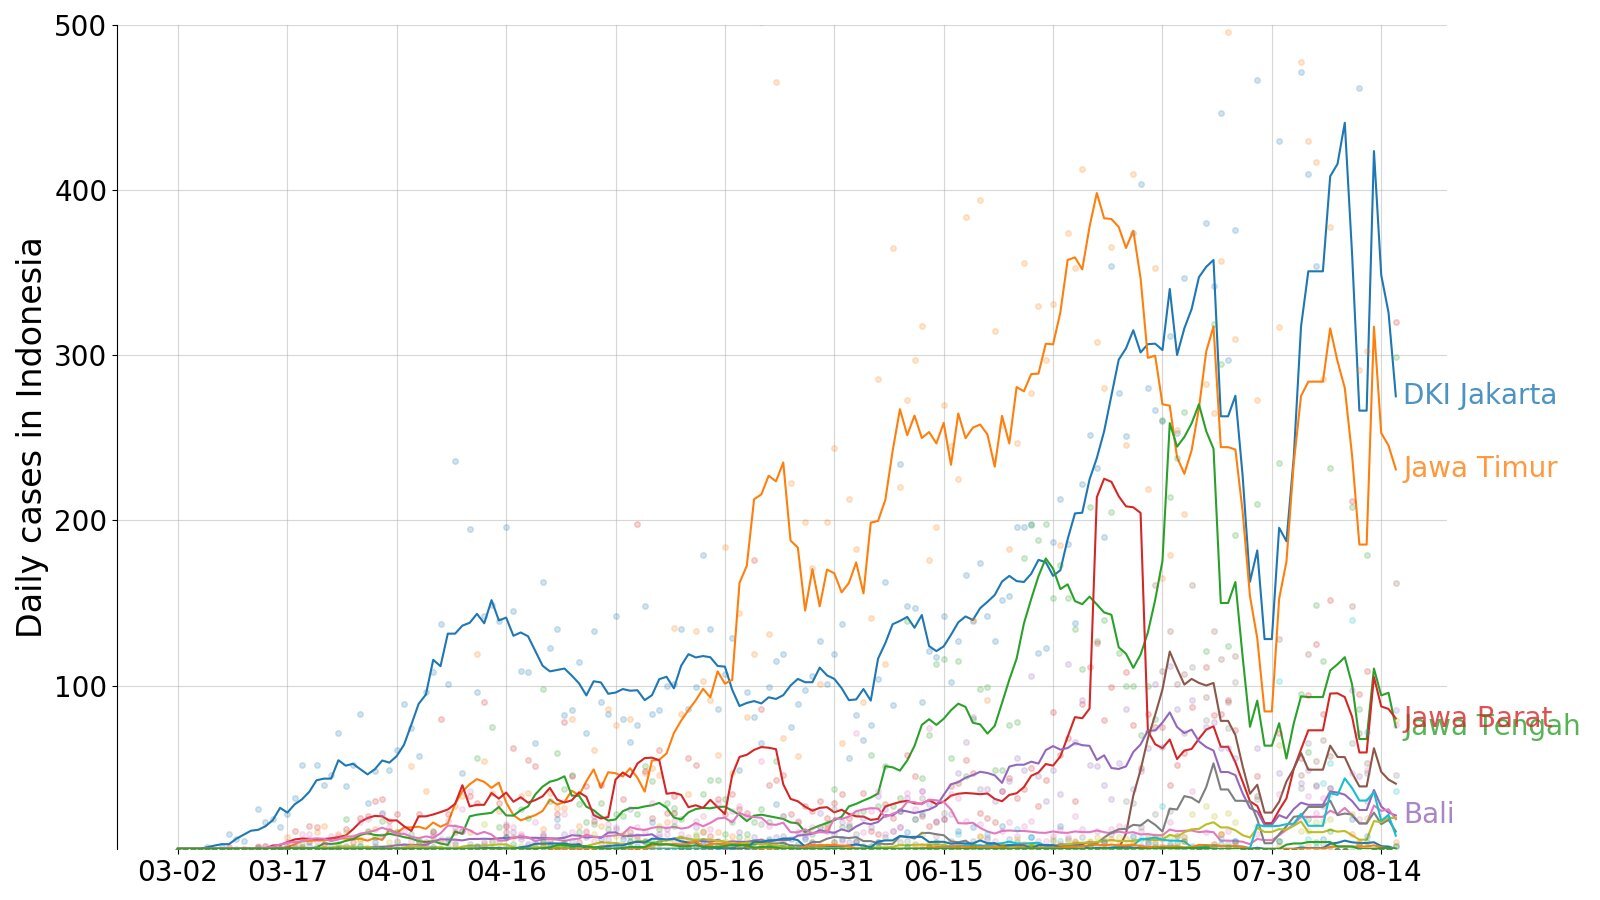 Daily cases in Indonesia
500
400
300
200
100
03-02
03-17
04-01
04-16
05-01
05-16
05-31
06-15
06-30
07-15
07-30
08-14
DKI Jakarta
Jawa Timur
Jawa Barat
Jawa Tengah
Bali